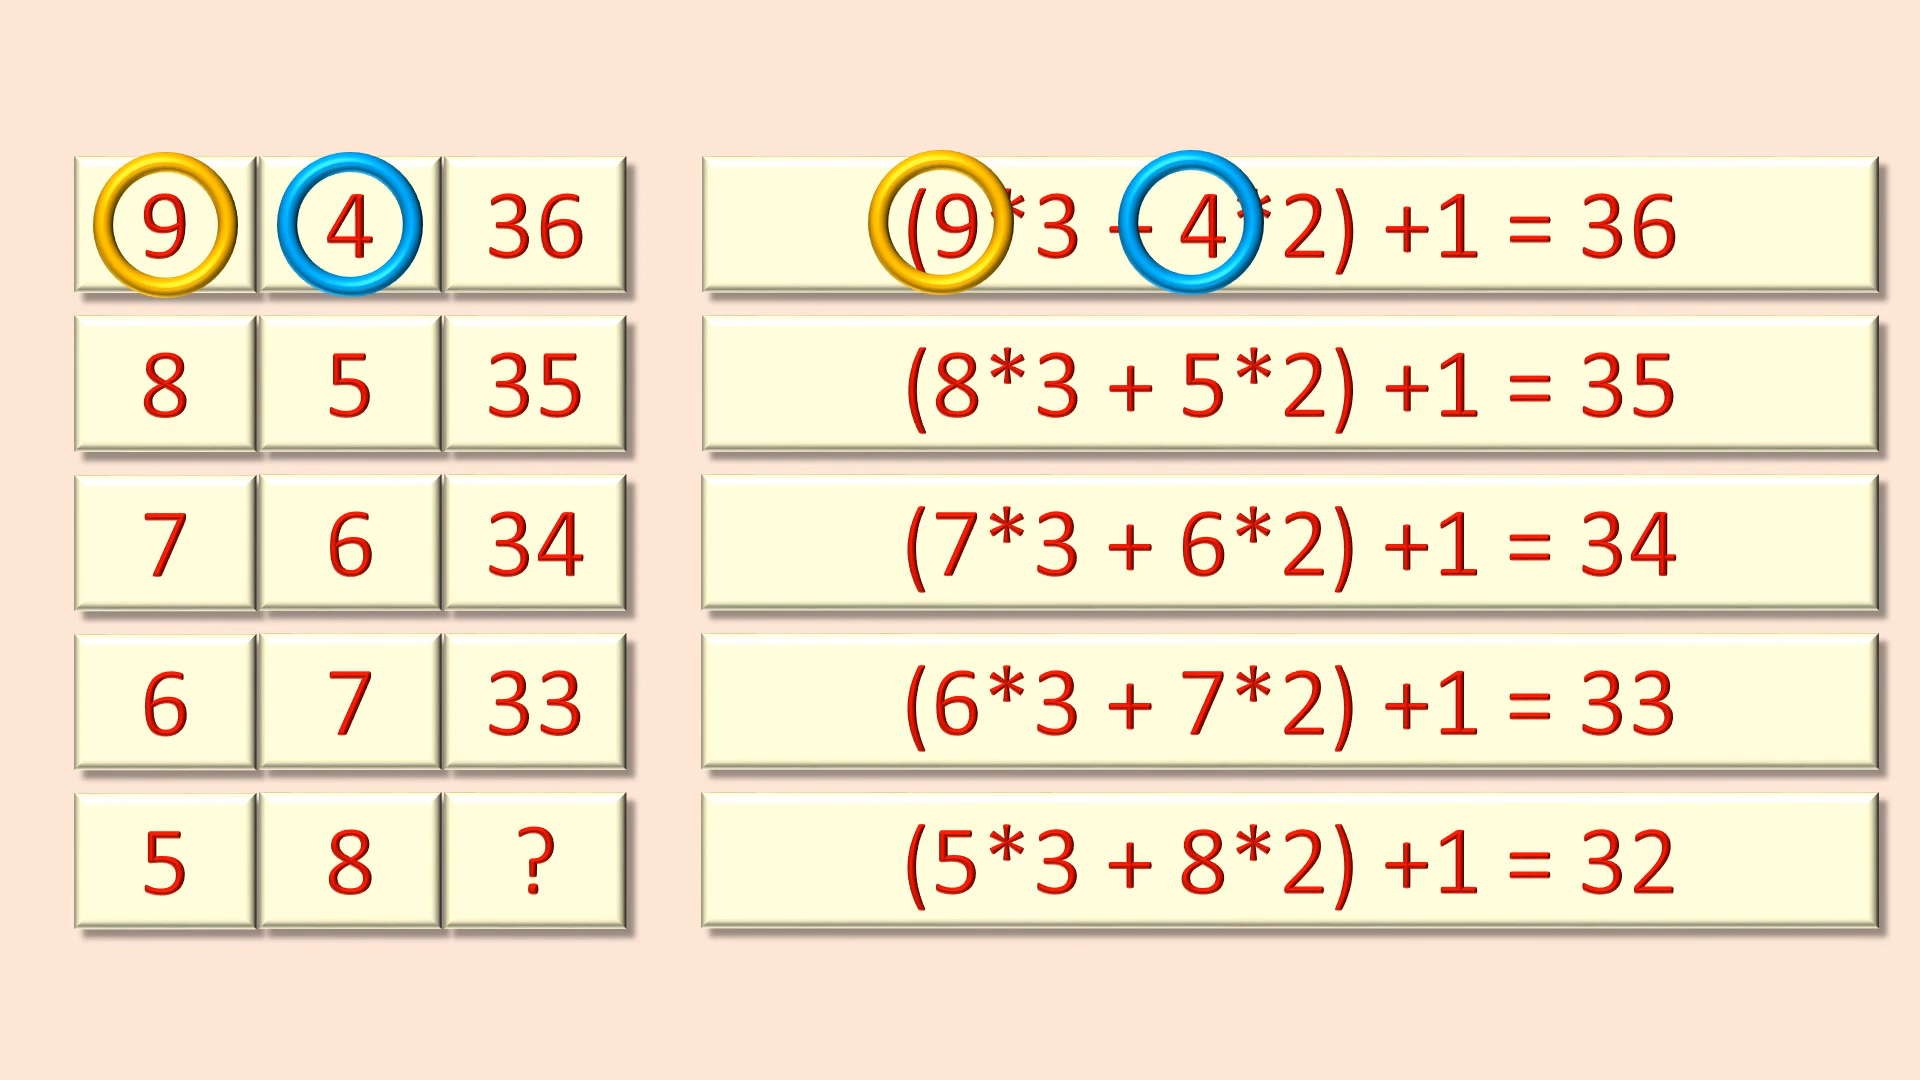 9 4 36 (9*3 + 4*2) +1 = 36
8 5 35 (8*3 + 5*2) +1 = 35
7 6 34 (7*3 + 6*2) +1 = 34
6 7 33 (6*3 + 7*2) +1 = 33
5 8 ? (5*3 + 8*2) +1 = 32